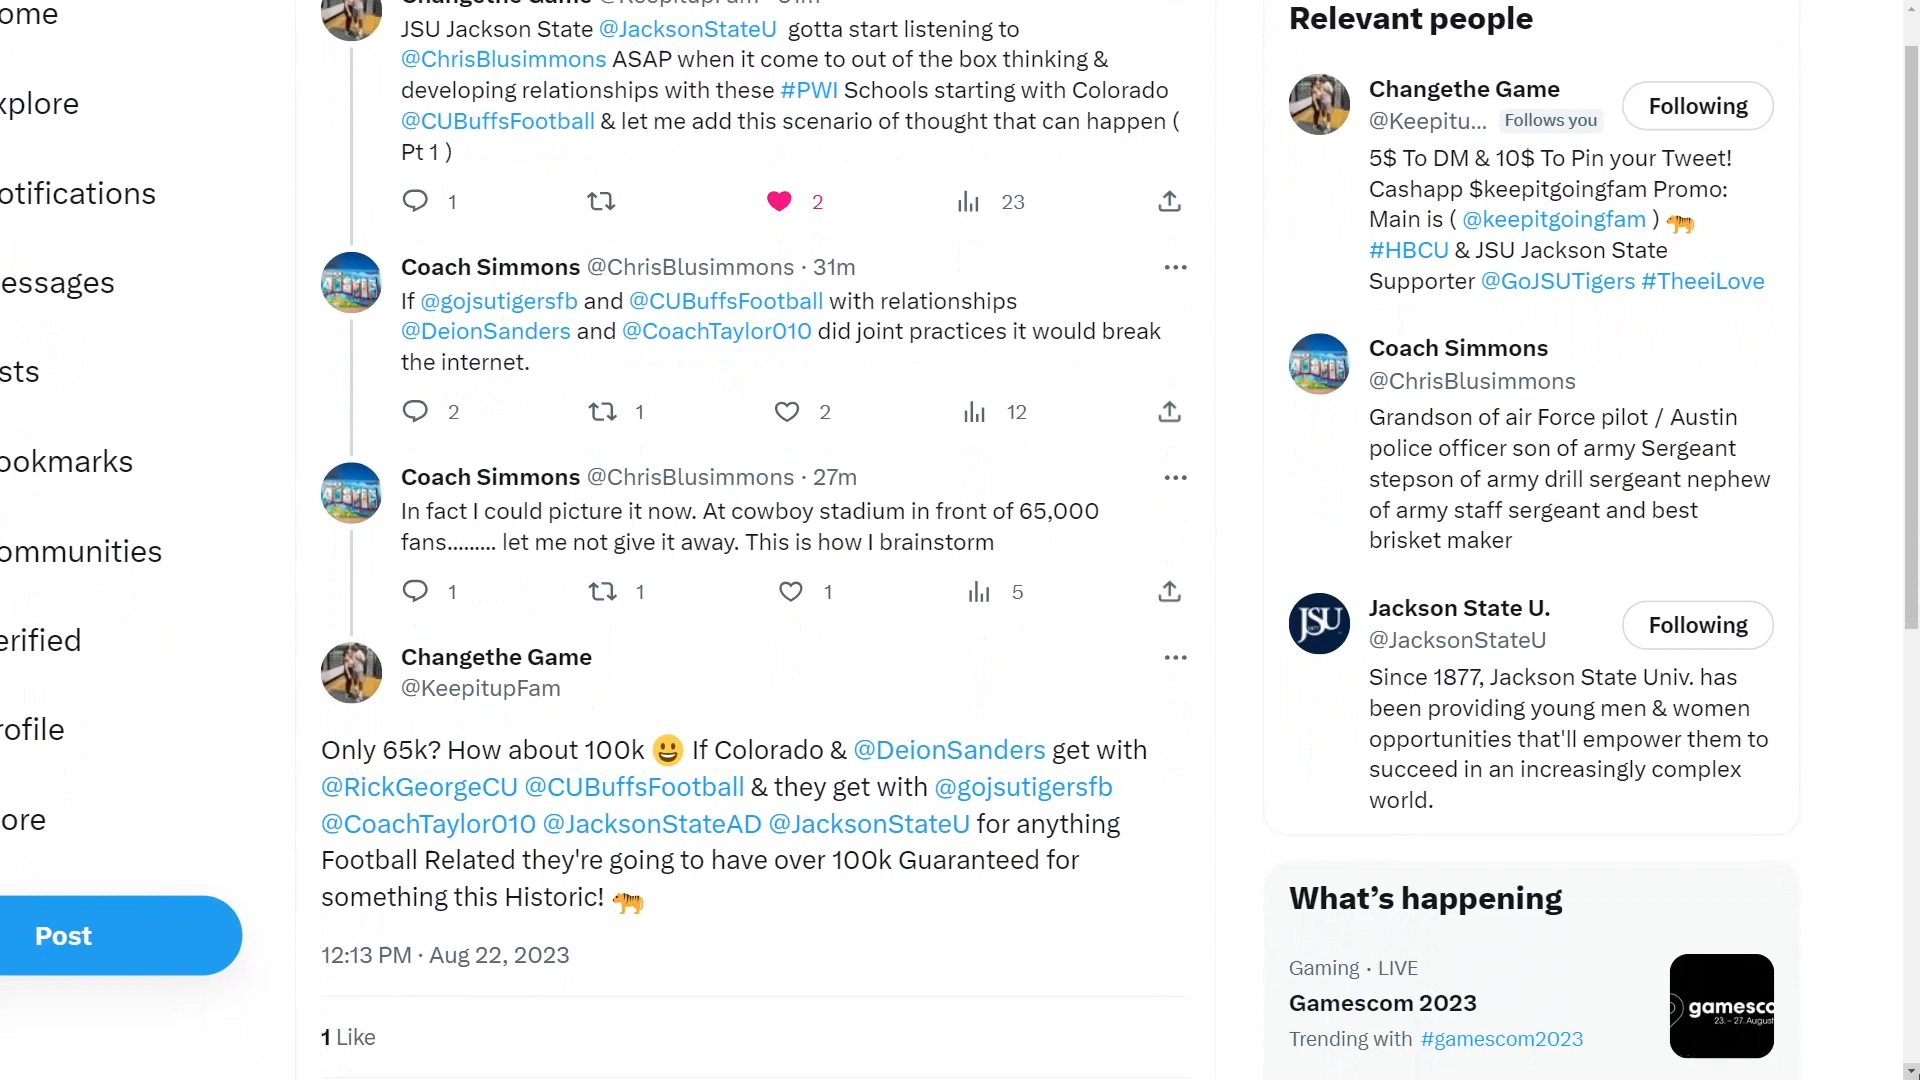 ome
xplore
otifications
essages
sts
ookmarks
ommunities
erified
rofile
ore
Post
JSU Jackson State @JacksonStateU gotta start listening to
@ChrisBlusimmons ASAP when it come to out of the box thinking &
developing relationships with these #PWI Schools starting with Colorado
@CUBuffsFootball & let me add this scenario of thought that can happen (
Pt 1 )
1 2 23
Coach Simmons @ChrisBlusimmons · 31m
If @gojsutigersfb and @CUBuffsFootball with relationships
@DeionSanders and @CoachTaylor010 did joint practices it would break
the internet.
2 1 2 12
Coach Simmons @ChrisBlusimmons · 27m
In fact I could picture it now. At cowboy stadium in front of 65,000
fans......... let me not give it away. This is how I brainstorm
1 1 1 5
Changethe Game
@KeepitupFam
Only 65k? How about 100k 😀 If Colorado & @DeionSanders get with
@RickGeorgeCU @CUBuffsFootball & they get with @gojsutigersfb
@CoachTaylor010 @JacksonStateAD @JacksonStateU for anything
Football Related they're going to have over 100k Guaranteed for
something this Historic! 🐅
12:13 PM · Aug 22, 2023
1 Like
Relevant people
Changethe Game
Following
@Keepitu... Follows you
5$ To DM & 10$ To Pin your Tweet!
Cashapp $keepitgoingfam Promo:
Main is ( @keepitgoingfam ) 🐅
#HBCU & JSU Jackson State
Supporter @GoJSUTigers #TheeiLove
Coach Simmons
@ChrisBlusimmons
Grandson of air Force pilot / Austin
police officer son of army Sergeant
stepson of army drill sergeant nephew
of army staff sergeant and best
brisket maker
JSU
Jackson State U.
Following
@JacksonStateU
Since 1877, Jackson State Univ. has
been providing young men & women
opportunities that'll empower them to
succeed in an increasingly complex
world.
What's happening
Gaming · LIVE
Gamescom 2023
Trending with #gamescom2023
gamesco
23. - 27. August